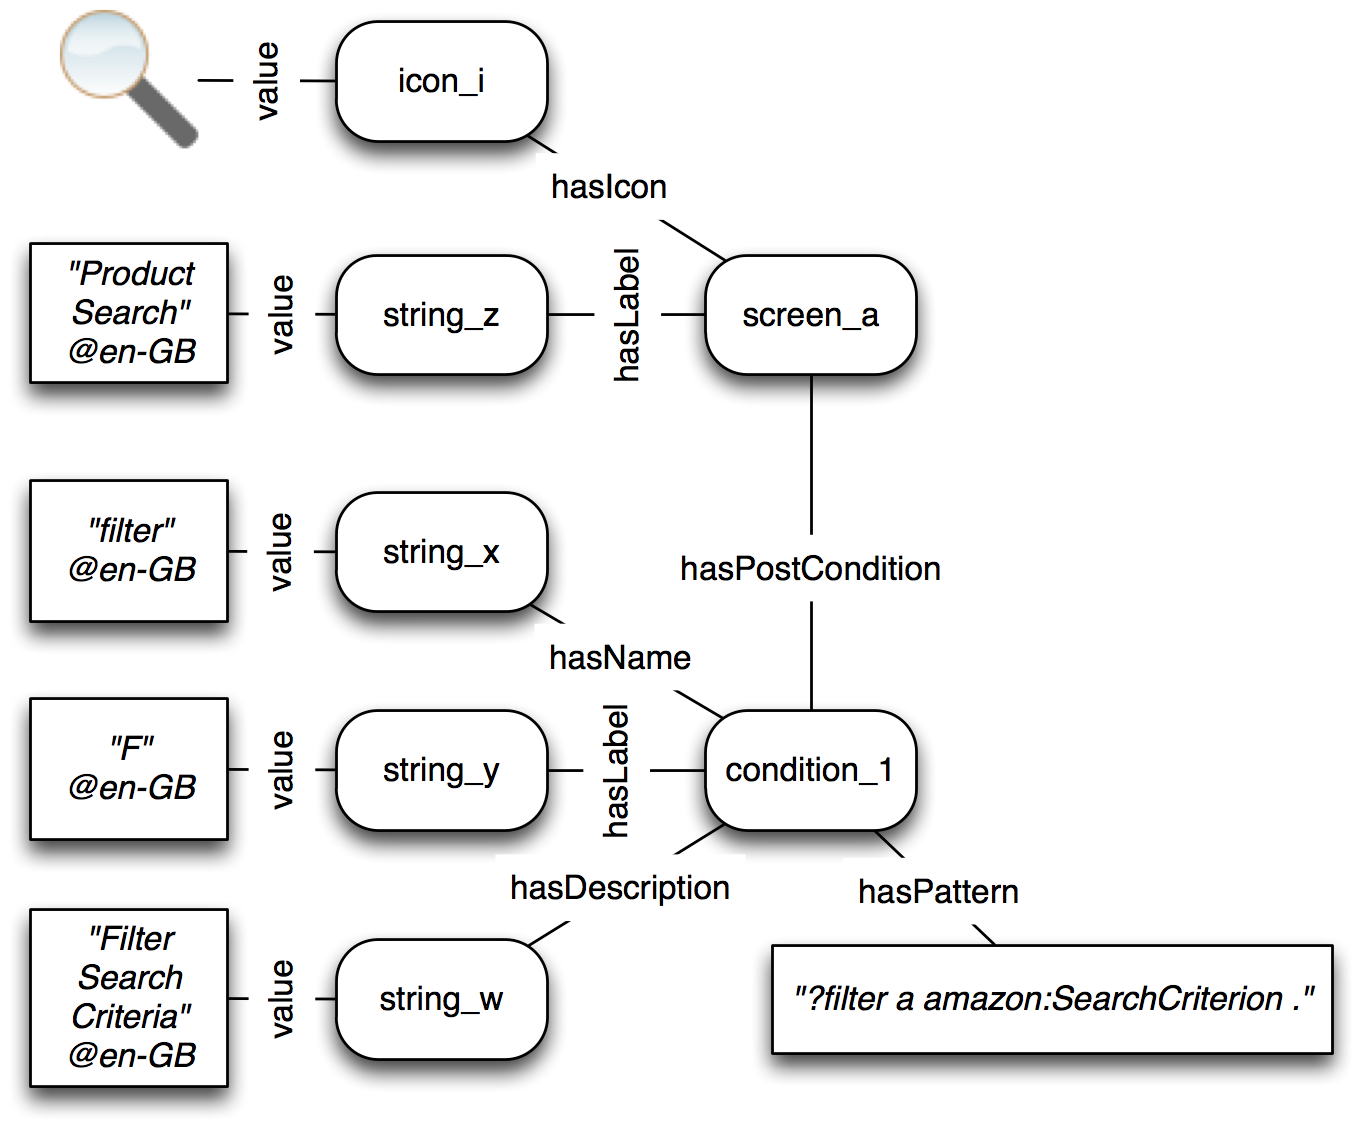 value
icon_i
hasIcon
"Product
Search"
@en-GB
value
string_z
hasLabel
screen_a
"filter"
@en-GB
value
string_x
hasPostCondition
hasName
"F"
@en-GB
value
string_y
hasLabel
condition_1
hasDescription
hasPattern
"Filter
Search
Criteria"
@en-GB
value
string_w
"?filter a amazon:SearchCriterion ."